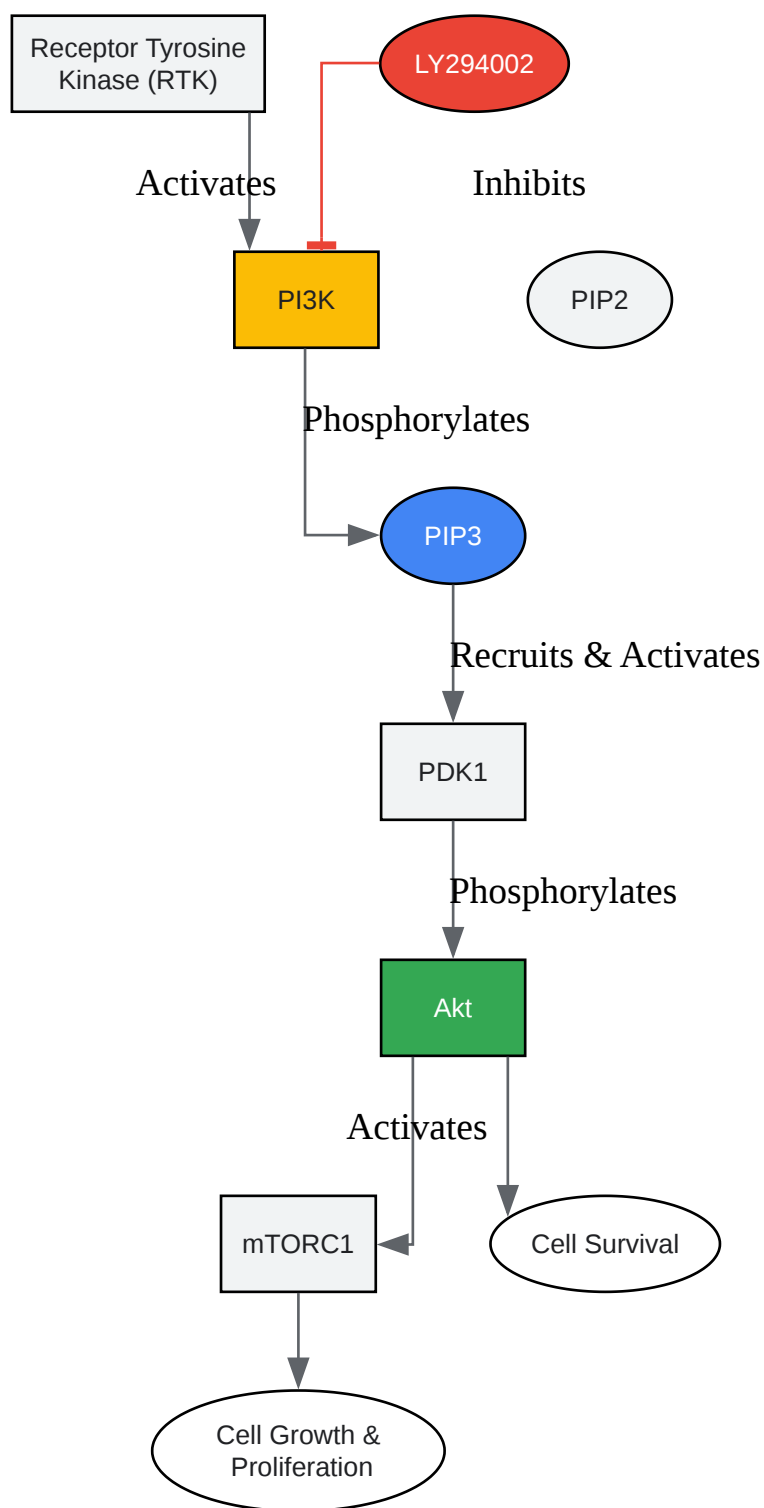 Receptor Tyrosine
Kinase (RTK)
LY294002
Activates
Inhibits
PI3K
PIP2
Phosphorylates
PIP3
Recruits & Activates
PDK1
Phosphorylates
Akt
Activates
mTORC1
Cell Survival
Cell Growth &
Proliferation